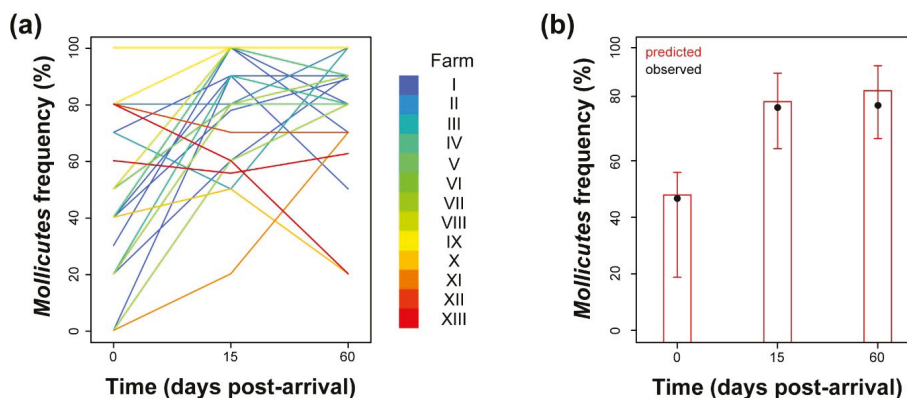 (a)
Mollicutes frequency (%)
100
80
60
40
20
0
0 15 60
Time (days post-arrival)
Farm
I
II
III
IV
V
VI
VII
VIII
IX
X
XI
XII
XIII
(b)
Mollicutes frequency (%)
100
80
60
40
20
0
predicted
observed
0 15 60
Time (days post-arrival)